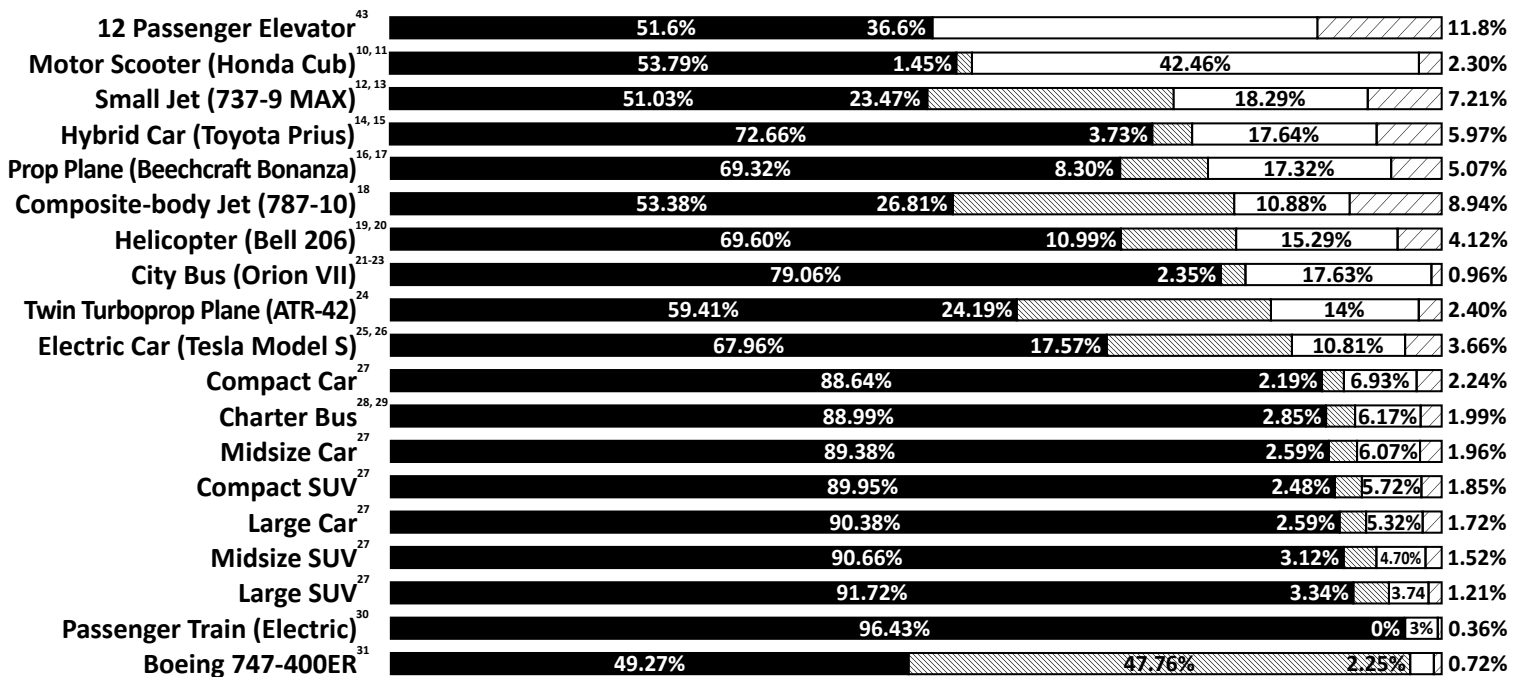 12 Passenger Elevator 43 51.6% 36.6% 11.8%
Motor Scooter (Honda Cub) 10, 11 53.79% 1.45% 42.46% 2.30%
Small Jet (737-9 MAX) 12, 13 51.03% 23.47% 18.29% 7.21%
Hybrid Car (Toyota Prius) 14, 15 72.66% 3.73% 17.64% 5.97%
Prop Plane (Beechcraft Bonanza) 16, 17 69.32% 8.30% 17.32% 5.07%
Composite-body Jet (787-10) 18 53.38% 26.81% 10.88% 8.94%
Helicopter (Bell 206) 19, 20 69.60% 10.99% 15.29% 4.12%
City Bus (Orion VII) 21-23 79.06% 2.35% 17.63% 0.96%
Twin Turboprop Plane (ATR-42) 24 59.41% 24.19% 14% 2.40%
Electric Car (Tesla Model S) 25, 26 67.96% 17.57% 10.81% 3.66%
Compact Car 27 88.64% 2.19% 6.93% 2.24%
Charter Bus 28, 29 88.99% 2.85% 6.17% 1.99%
Midsize Car 27 89.38% 2.59% 6.07% 1.96%
Compact SUV 27 89.95% 2.48% 5.72% 1.85%
Large Car 27 90.38% 2.59% 5.32% 1.72%
Midsize SUV 27 90.66% 3.12% 4.70% 1.52%
Large SUV 27 91.72% 3.34% 3.74 1.21%
Passenger Train (Electric) 30 96.43% 0% 3% 0.36%
Boeing 747-400ER 31 49.27% 47.76% 2.25% 0.72%